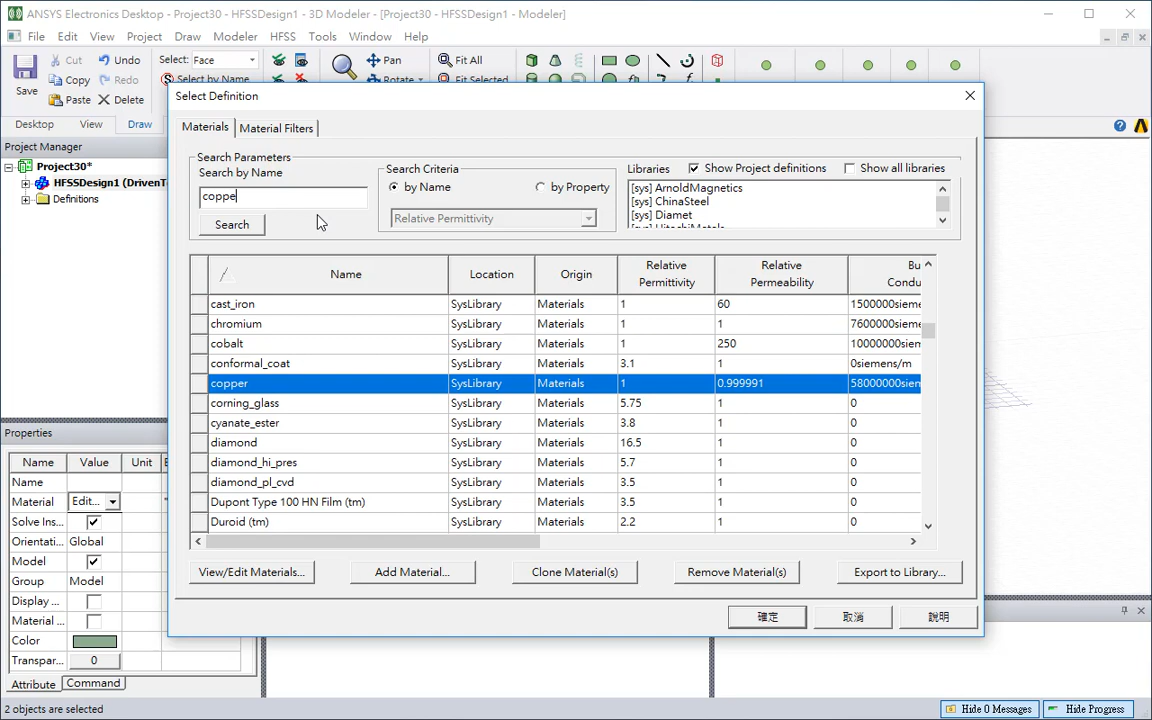 ANSYS Electronics Desktop - Project30 - HFSSDesign1 - 3D Modeler - [Project30 - HFSSDesign1 - Modeler]
File Edit View Project Draw Modeler HFSS Tools Window Help
Save
Cut
Copy
Paste
Undo
Redo
Delete
Select: Face
Select by Name
Pan
Rotate
Fit All
Fit Selected
Desktop View Draw
Project Manager
Project30*
HFSSDesign1 (DrivenT
Definitions
Select Definition
Materials Material Filters
Search Parameters
Search by Name
coppe
Search
Search Criteria
by Name by Property
Relative Permittivity
Libraries Show Project definitions Show all libraries
[sys] ArnoldMagnetics
[sys] ChinaSteel
[sys] Diamet
[sys] HitachiMetals
/ Name Location Origin Relative Permittivity Relative Permeability Bu Condu
cast_iron SysLibrary Materials 1 60 1500000sieme
chromium SysLibrary Materials 1 1 7600000sieme
cobalt SysLibrary Materials 1 250 10000000siem
conformal_coat SysLibrary Materials 3.1 1 0siemens/m
copper SysLibrary Materials 1 0.999991 58000000siem
corning_glass SysLibrary Materials 5.75 1 0
cyanate_ester SysLibrary Materials 3.8 1 0
diamond SysLibrary Materials 16.5 1 0
diamond_hi_pres SysLibrary Materials 5.7 1 0
diamond_pl_cvd SysLibrary Materials 3.5 1 0
Dupont Type 100 HN Film (tm) SysLibrary Materials 3.5 1 0
Duroid (tm) SysLibrary Materials 2.2 1 0
View/Edit Materials... Add Material... Clone Material(s) Remove Material(s) Export to Library...
確定 取消 說明
Properties
Name Value Unit E
Name
Material Edit... "
Solve Ins...
Orientati... Global
Model
Group Model
Display ...
Material ...
Color
Transpar... 0
Attribute Command
2 objects are selected
Hide 0 Messages Hide Progress